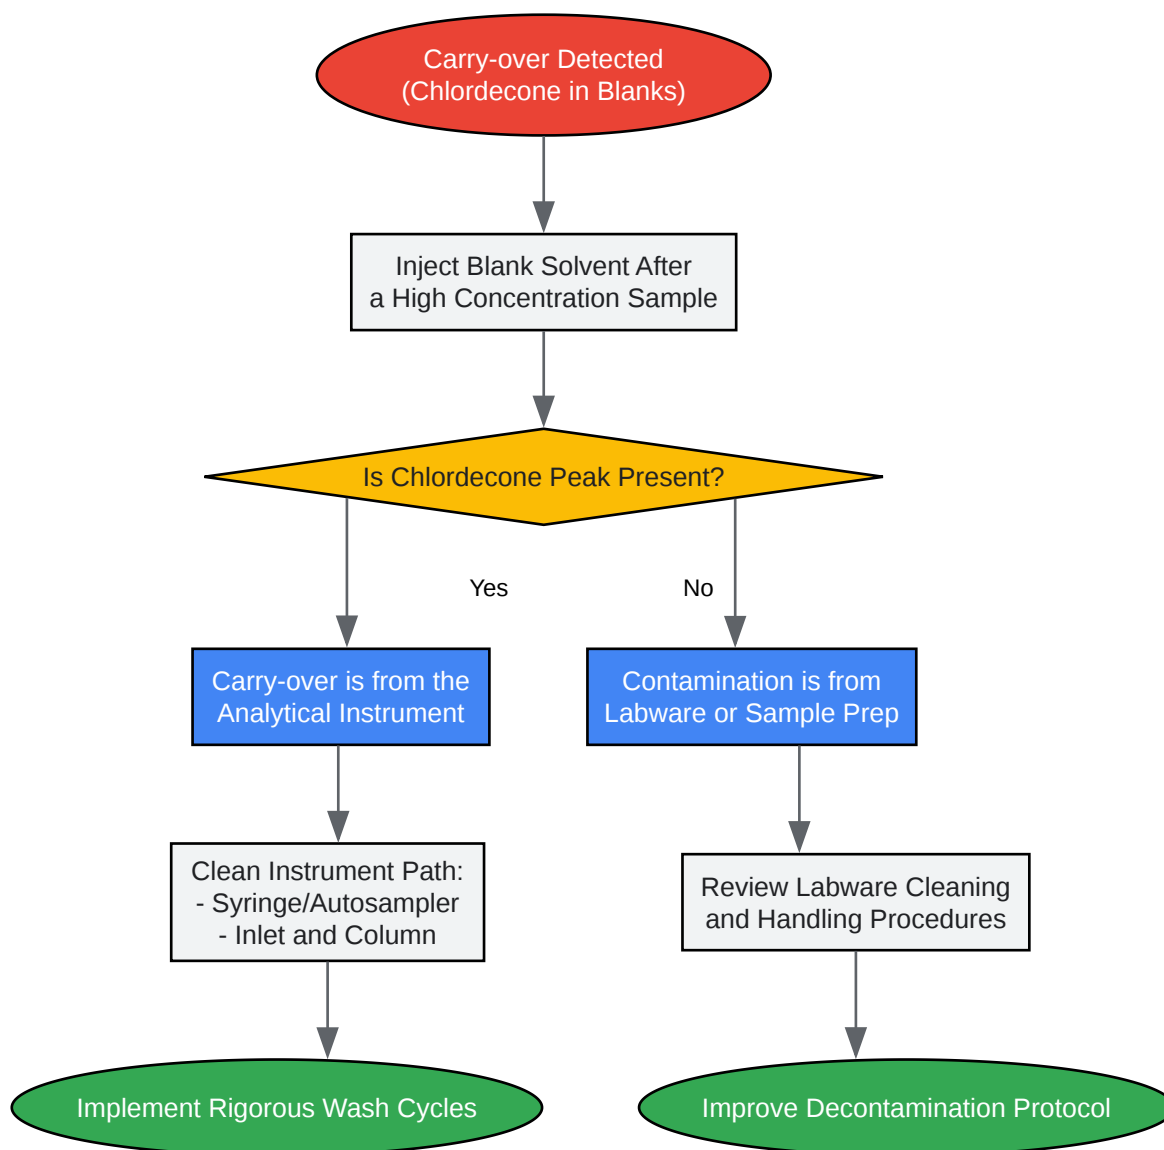 Carry-over Detected
(Chlordecone in Blanks)
Inject Blank Solvent After
a High Concentration Sample
Is Chlordecone Peak Present?
Yes
No
Carry-over is from the
Analytical Instrument
Contamination is from
Labware or Sample Prep
Clean Instrument Path:
- Syringe/Autosampler
- Inlet and Column
Review Labware Cleaning
and Handling Procedures
Implement Rigorous Wash Cycles
Improve Decontamination Protocol